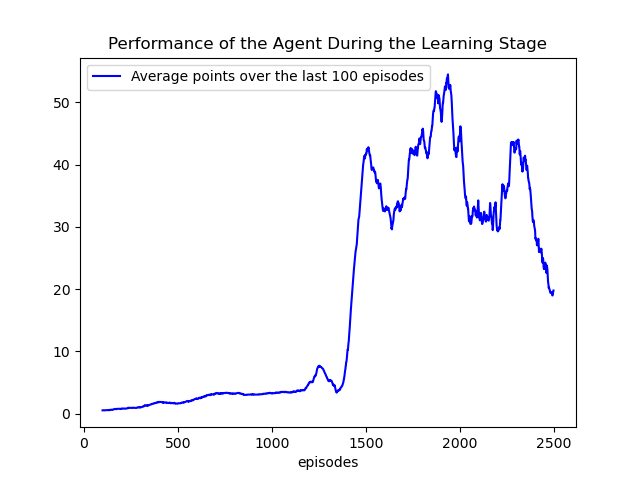 Performance of the Agent During the Learning Stage
Average points over the last 100 episodes
50
40
30
20
10
0
0 500 1000 1500 2000 2500
episodes